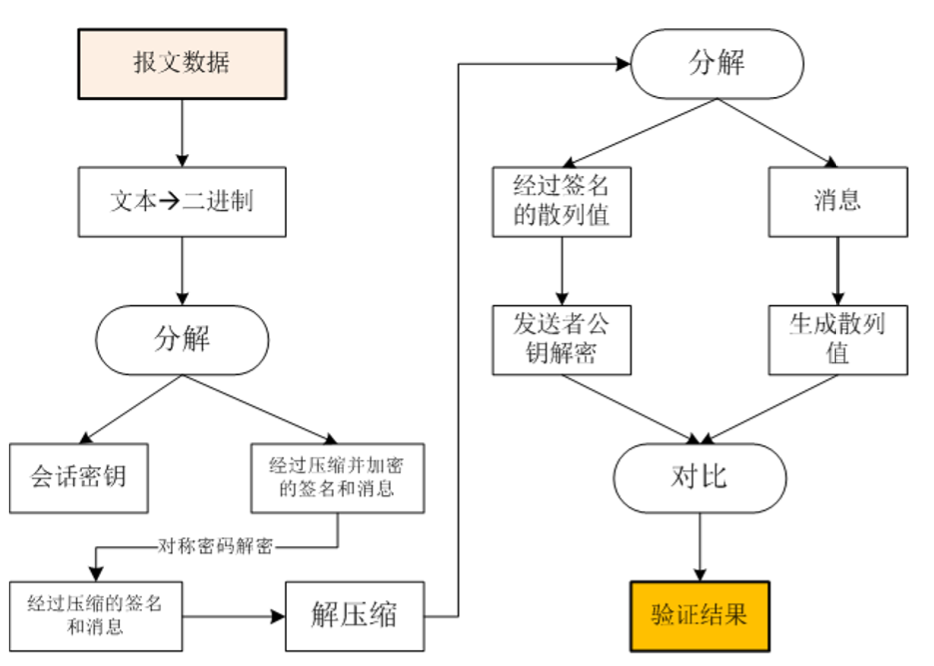 报文数据
文本→二进制
分解
会话密钥
经过压缩并加密
的签名和消息
对称密码解密
经过压缩的签名
和消息
解压缩
分解
经过签名
的散列值
消息
发送者公
钥解密
生成散列
值
对比
验证结果